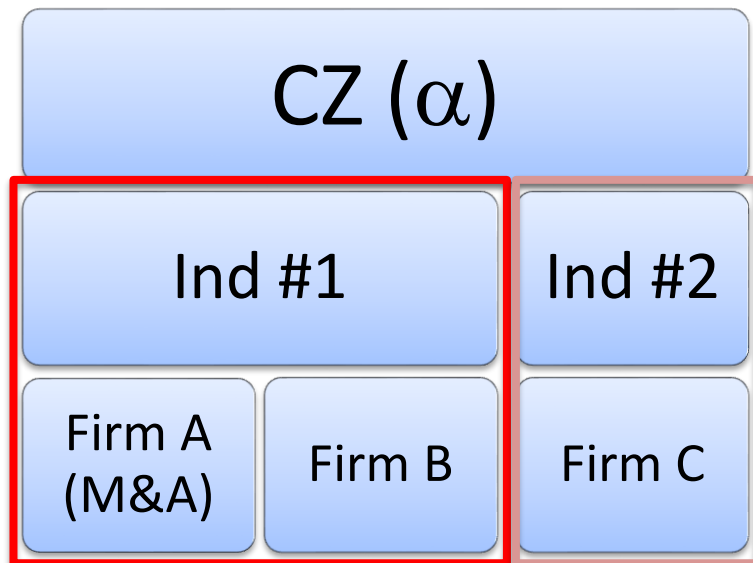 CZ (α)
Ind #1
Ind #2
Firm A
(M&A)
Firm B
Firm C